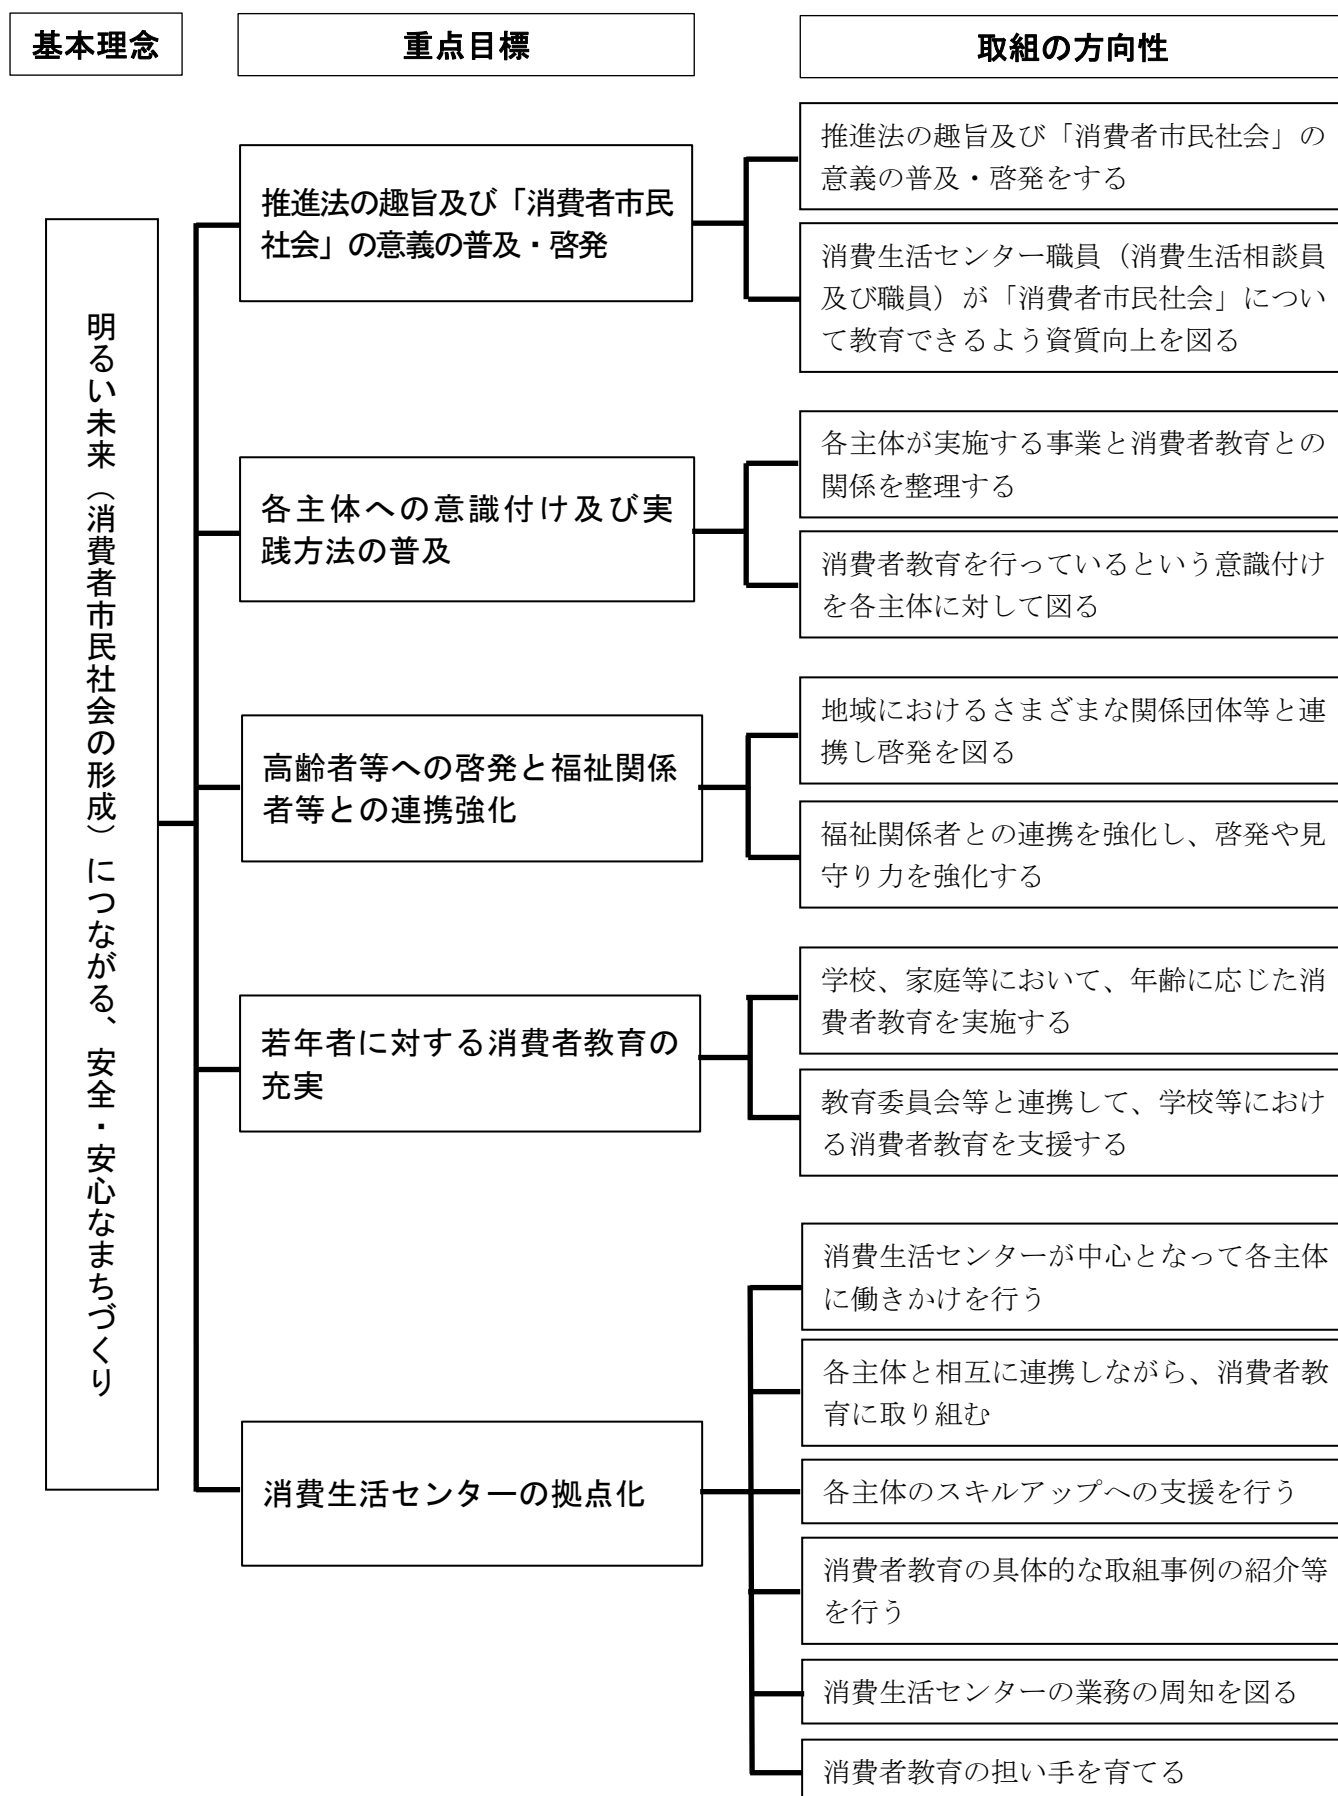 基本理念
重点目標
取組の方向性
明るい未来（消費者市民社会の形成）につながる、安全・安心なまちづくり
推進法の趣旨及び「消費者市民
社会」の意義の普及・啓発
推進法の趣旨及び「消費者市民社会」の
意義の普及・啓発をする
消費生活センター職員（消費生活相談員
及び職員）が「消費者市民社会」につい
て教育できるよう資質向上を図る
各主体への意識付け及び実
践方法の普及
各主体が実施する事業と消費者教育との
関係を整理する
消費者教育を行っているという意識付け
を各主体に対して図る
高齢者等への啓発と福祉関係
者等との連携強化
地域におけるさまざまな関係団体等と連
携し啓発を図る
福祉関係者との連携を強化し、啓発や見
守り力を強化する
若年者に対する消費者教育の
充実
学校、家庭等において、年齢に応じた消
費者教育を実施する
教育委員会等と連携して、学校等におけ
る消費者教育を支援する
消費生活センターの拠点化
消費生活センターが中心となって各主体
に働きかけを行う
各主体と相互に連携しながら、消費者教
育に取り組む
各主体のスキルアップへの支援を行う
消費者教育の具体的な取組事例の紹介等
を行う
消費生活センターの業務の周知を図る
消費者教育の担い手を育てる